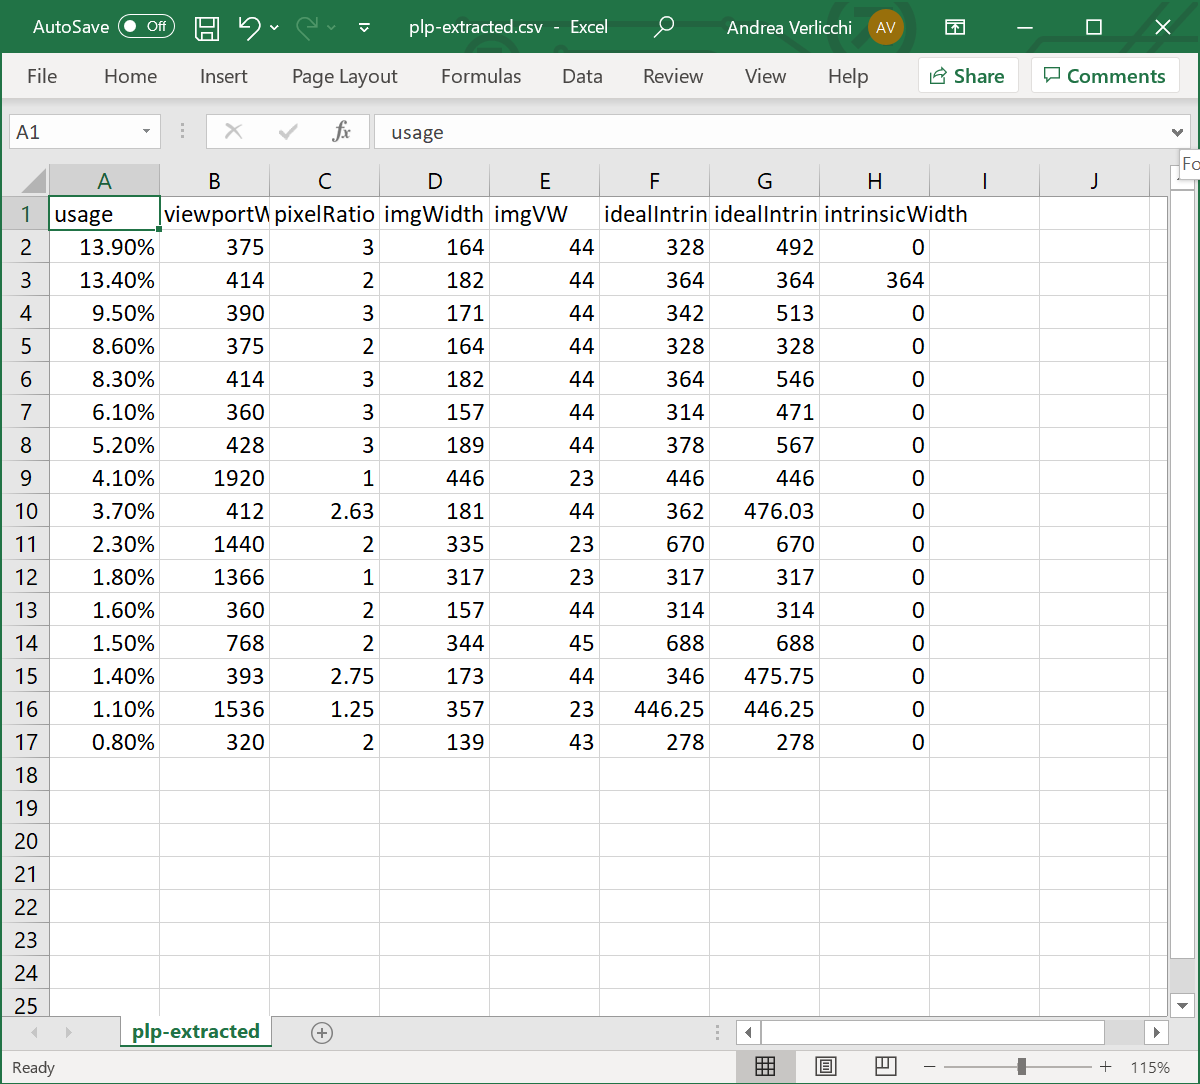 AutoSave Off plp-extracted.csv - Excel Andrea Verlicchi AV
File Home Insert Page Layout Formulas Data Review View Help Share Comments
A1 fx usage
Fo
A B C D E F G H I J
1 usage viewportW pixelRatio imgWidth imgVW idealIntrin idealIntrin intrinsicWidth
2 13.90% 375 3 164 44 328 492 0
3 13.40% 414 2 182 44 364 364 364
4 9.50% 390 3 171 44 342 513 0
5 8.60% 375 2 164 44 328 328 0
6 8.30% 414 3 182 44 364 546 0
7 6.10% 360 3 157 44 314 471 0
8 5.20% 428 3 189 44 378 567 0
9 4.10% 1920 1 446 23 446 446 0
10 3.70% 412 2.63 181 44 362 476.03 0
11 2.30% 1440 2 335 23 670 670 0
12 1.80% 1366 1 317 23 317 317 0
13 1.60% 360 2 157 44 314 314 0
14 1.50% 768 2 344 45 688 688 0
15 1.40% 393 2.75 173 44 346 475.75 0
16 1.10% 1536 1.25 357 23 446.25 446.25 0
17 0.80% 320 2 139 43 278 278 0
18
19
20
21
22
23
24
25
plp-extracted
Ready 115%